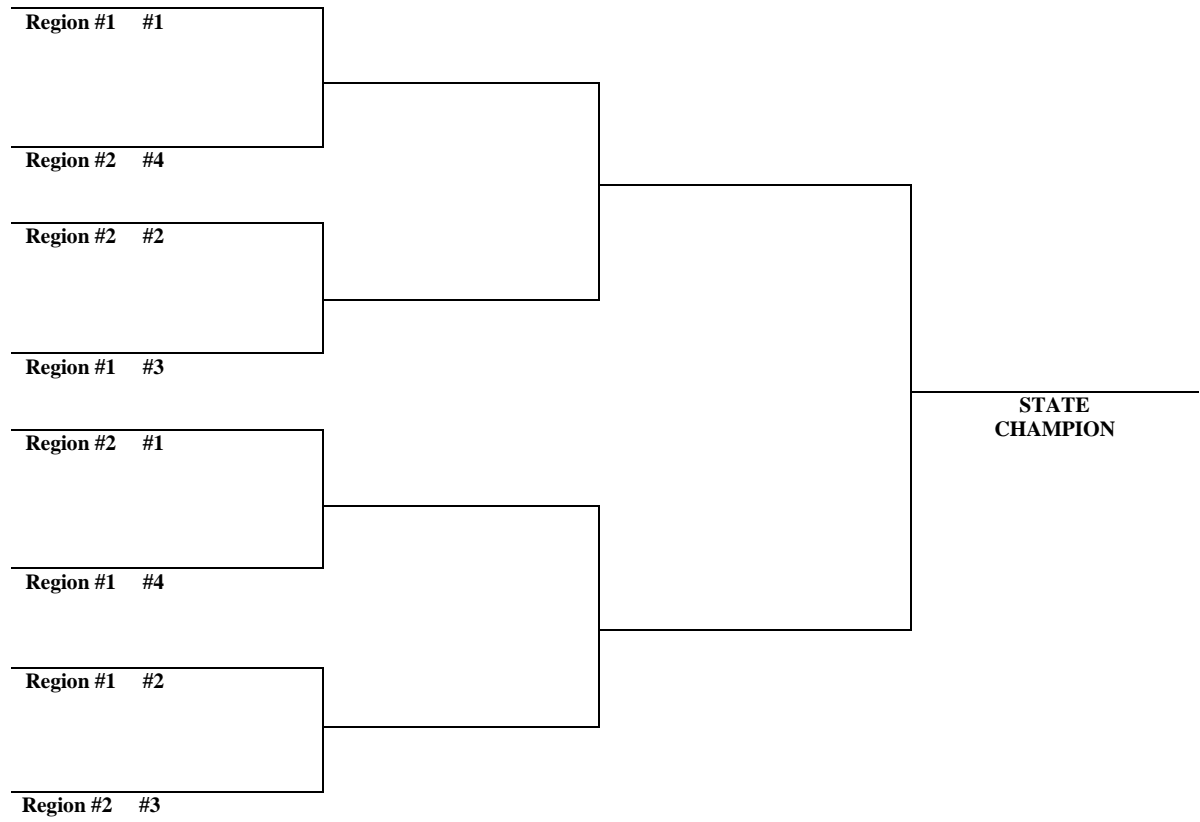 Region #1 #1
Region #2 #4
Region #2 #2
Region #1 #3
STATE
CHAMPION
Region #2 #1
Region #1 #4
Region #1 #2
Region #2 #3